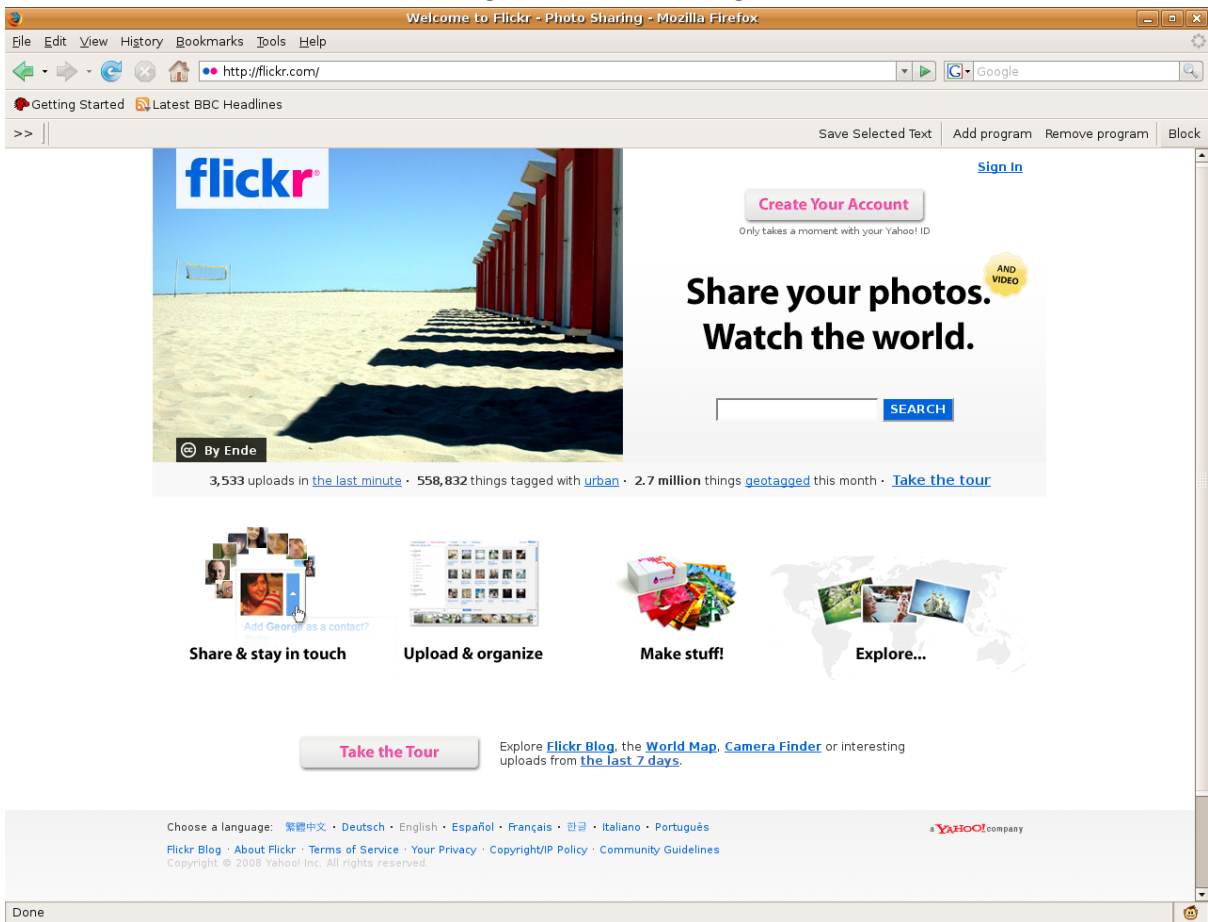 Welcome to Flickr - Photo Sharing - Mozilla Firefox
File Edit View History Bookmarks Tools Help
http://flickr.com/
G Google
Getting Started Latest BBC Headlines
>> Save Selected Text Add program Remove program Block
flickr
Sign In
Create Your Account
Only takes a moment with your Yahoo! ID
AND
VIDEO
Share your photos.
Watch the world.
SEARCH
cc By Ende
3,533 uploads in the last minute · 558,832 things tagged with urban · 2.7 million things geotagged this month · Take the tour
Add George as a contact?
Share & stay in touch Upload & organize Make stuff! Explore...
Take the Tour
Explore Flickr Blog, the World Map, Camera Finder or interesting
uploads from the last 7 days.
Choose a language: 繁體中文 · Deutsch · English · Español · Français · 한글 · Italiano · Português
a YAHOO! company
Flickr Blog · About Flickr · Terms of Service · Your Privacy · Copyright/IP Policy · Community Guidelines
Copyright © 2008 Yahoo! Inc. All rights reserved.
Done